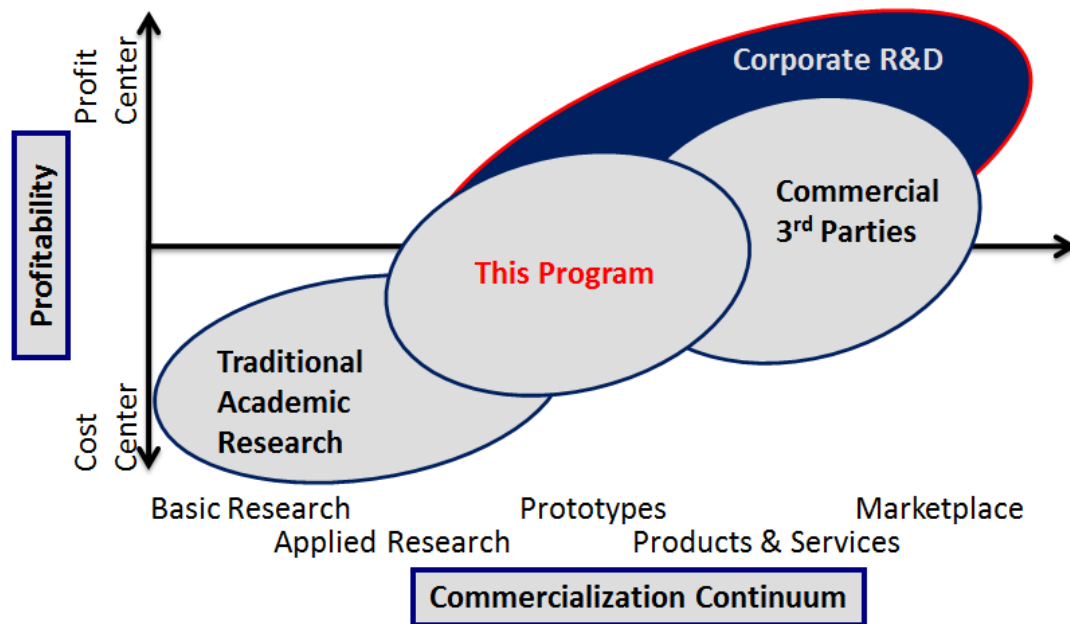 Profit
Center
Corporate R&D
Profitability
Commercial
3rd Parties
This Program
Traditional
Academic
Research
Cost
Center
Basic Research
Prototypes
Marketplace
Applied Research
Products & Services
Commercialization Continuum